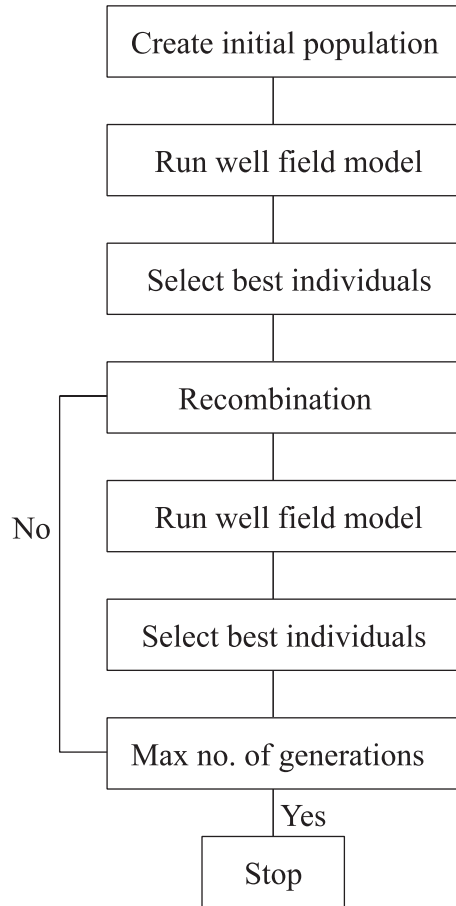 Create initial population
Run well field model
Select best individuals
Recombination
No
Run well field model
Select best individuals
Max no. of generations
Yes
Stop